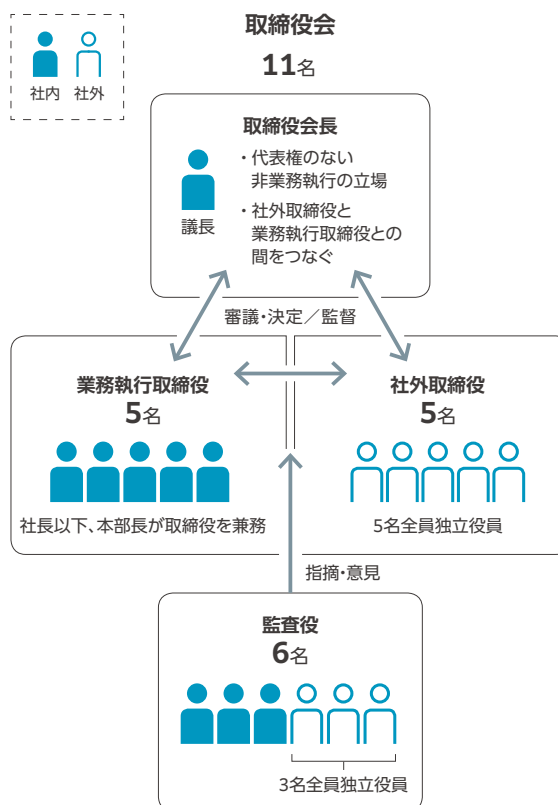 社内 社外
取締役会
11名
取締役会長
・代表権のない
非業務執行の立場
・社外取締役と
業務執行取締役との
間をつなぐ
議長
審議・決定／監督
業務執行取締役
5名
社長以下、本部長が取締役を兼務
社外取締役
5名
5名全員独立役員
指摘・意見
監査役
6名
3名全員独立役員